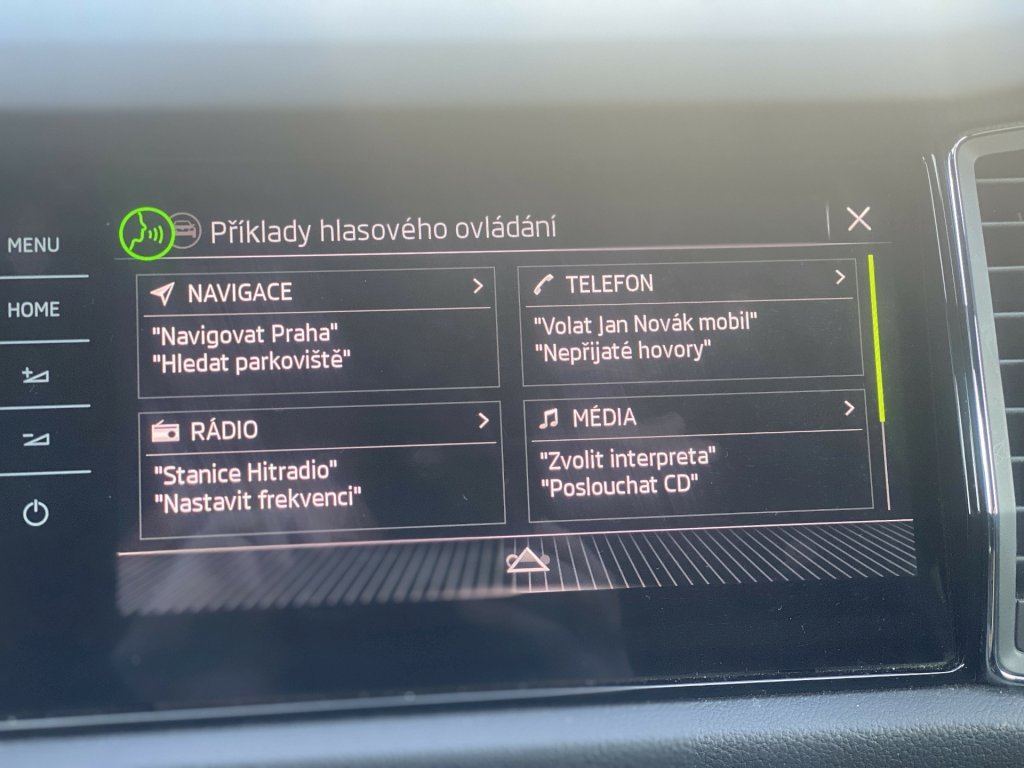 MENU
HOME
Příklady hlasového ovládání
NAVIGACE
"Navigovat Praha"
"Hledat parkoviště"
TELEFON
"Volat Jan Novák mobil"
"Nepřijaté hovory"
RÁDIO
"Stanice Hitradio"
"Nastavit frekvenci"
MÉDIA
"Zvolit interpreta"
"Poslouchat CD"